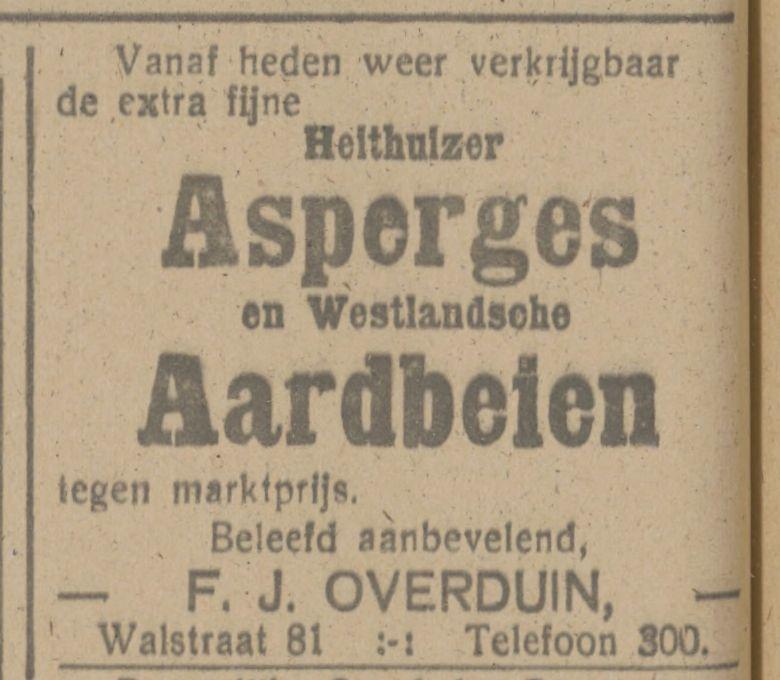 Vanaf heden weer verkrijgbaar
de extra fijne
Heithuizer
Asperges
en Westlandsche
Aardbeien
tegen marktprijs.
Beleefd aanbevelend,
— F. J. OVERDUIN, —
Walstraat 81 :-: Telefoon 300.